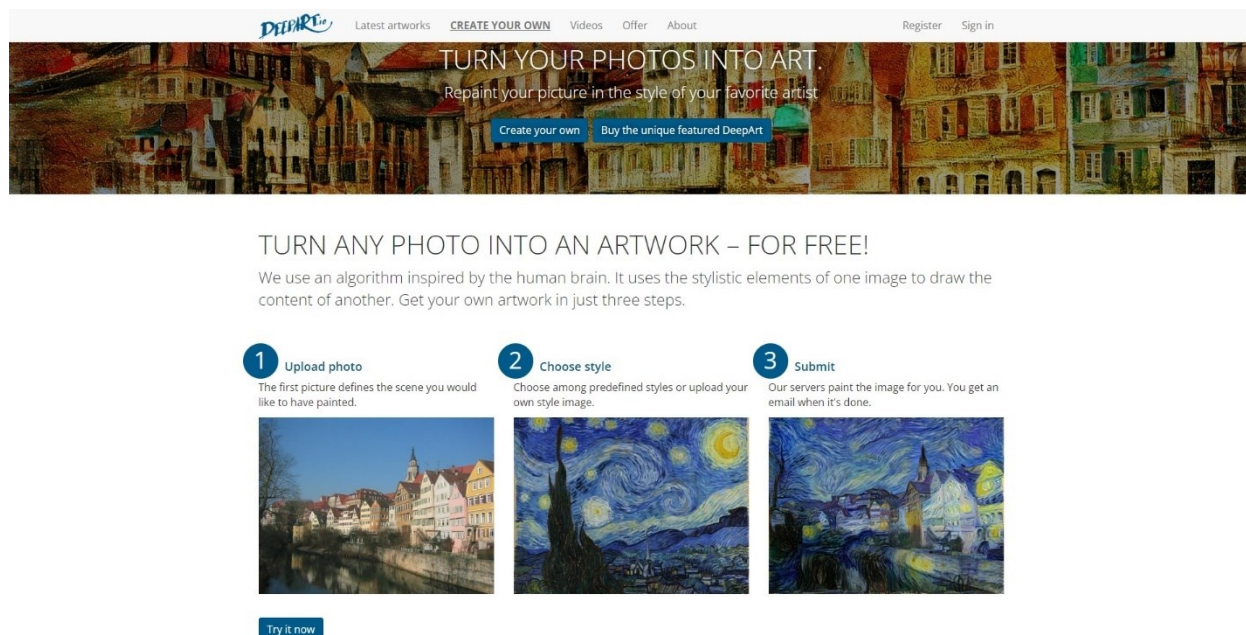 DEEPART.io Latest artworks CREATE YOUR OWN Videos Offer About Register Sign in
TURN YOUR PHOTOS INTO ART.
Repaint your picture in the style of your favorite artist
Create your own Buy the unique featured DeepArt
TURN ANY PHOTO INTO AN ARTWORK – FOR FREE!
We use an algorithm inspired by the human brain. It uses the stylistic elements of one image to draw the
content of another. Get your own artwork in just three steps.
1 Upload photo
The first picture defines the scene you would
like to have painted.
2 Choose style
Choose among predefined styles or upload your
own style image.
3 Submit
Our servers paint the image for you. You get an
email when it's done.
Try it now